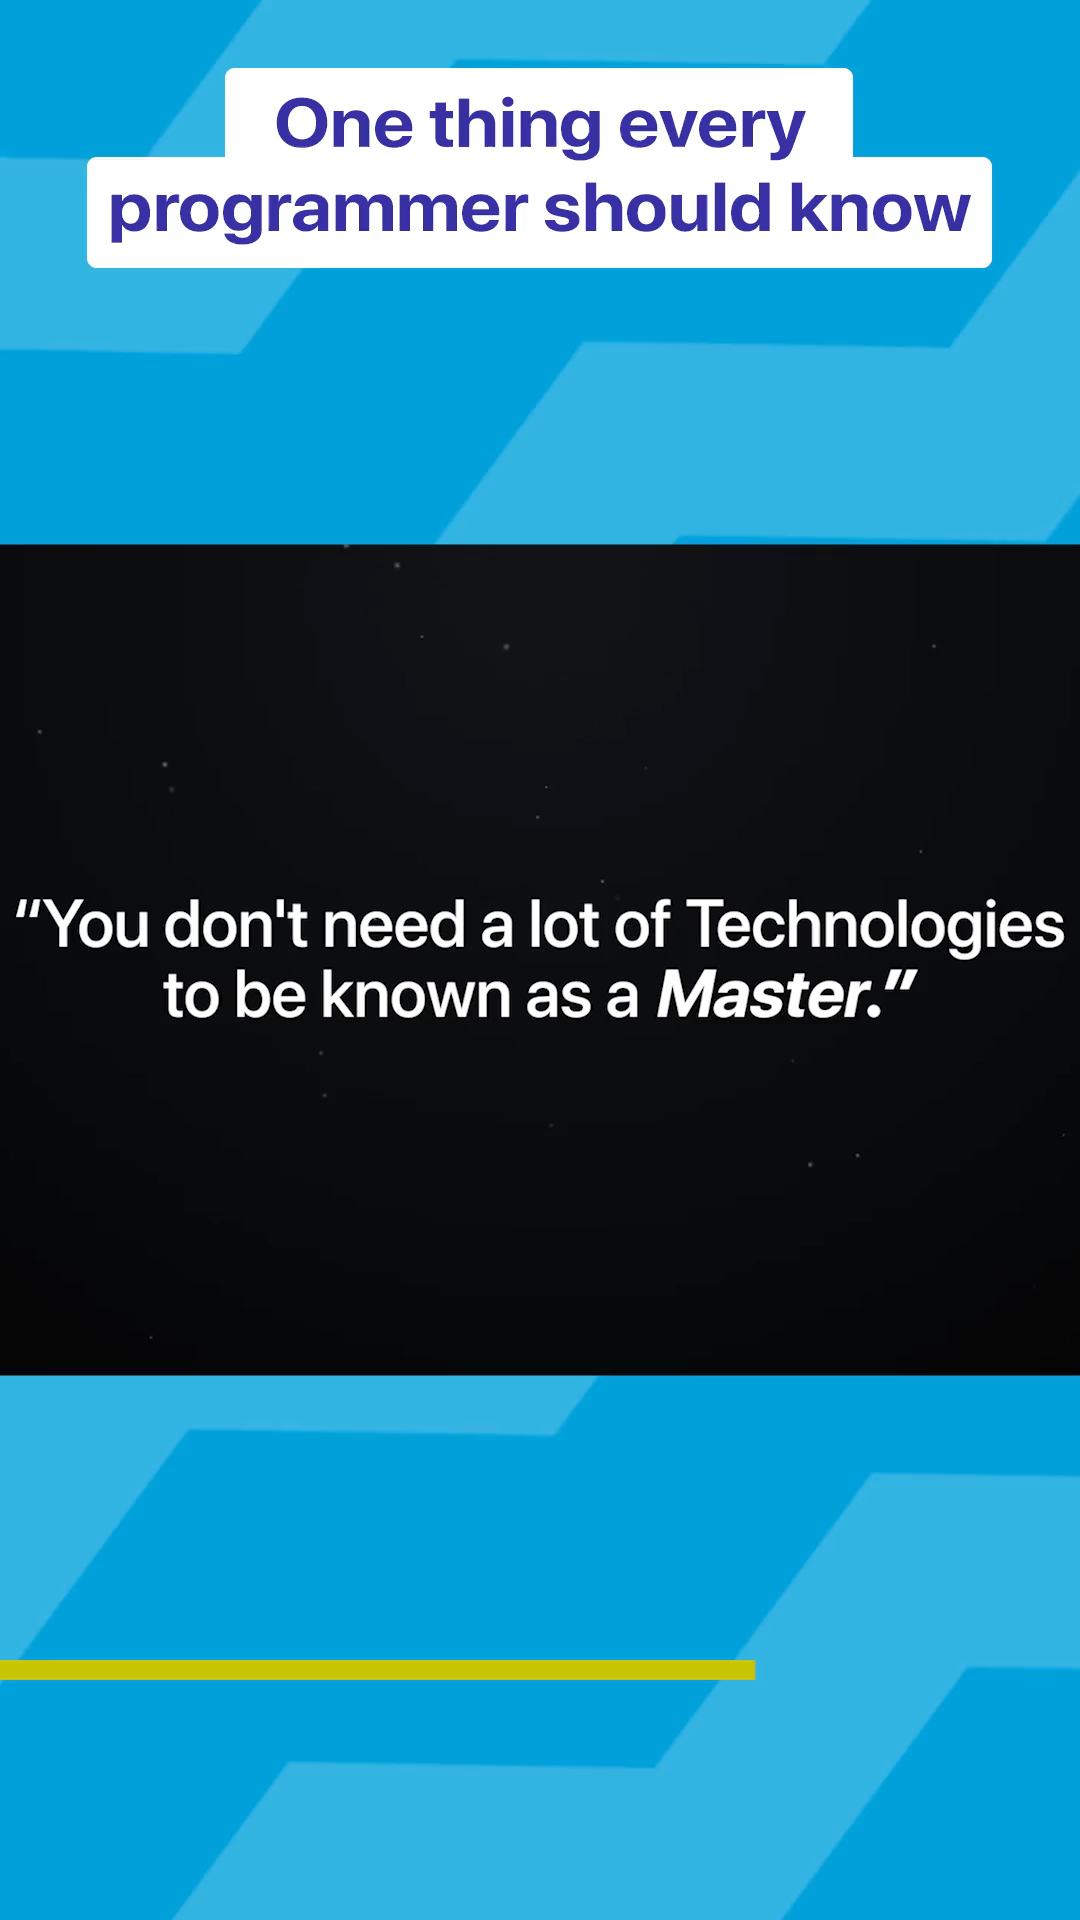 One thing every
programmer should know
“You don't need a lot of Technologies
to be known as a Master.”